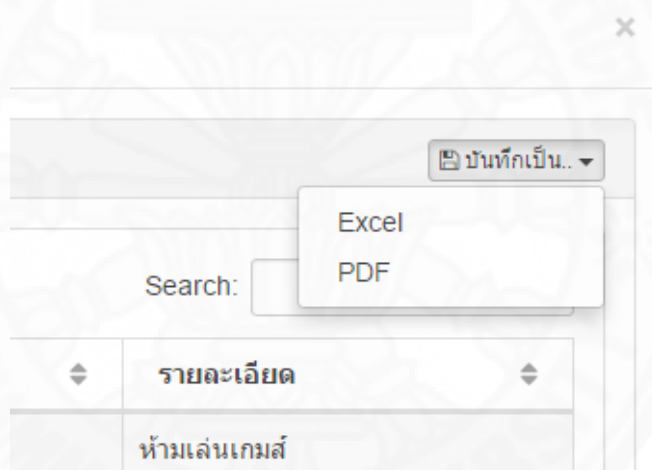 ×
บันทึกเป็น..
Excel
PDF
Search:
รายละเอียด
ห้ามเล่นเกมส์